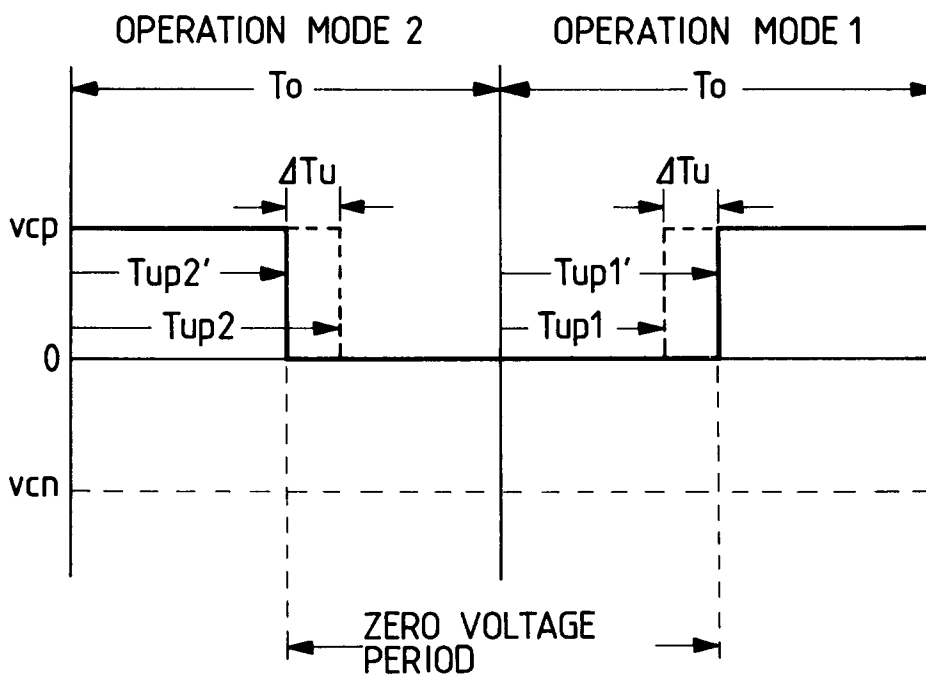 OPERATION MODE 2 OPERATION MODE 1
To To
ΔTu ΔTu
vcp
Tup2' Tup1'
Tup2 Tup1
0
vcn
ZERO VOLTAGE
PERIOD